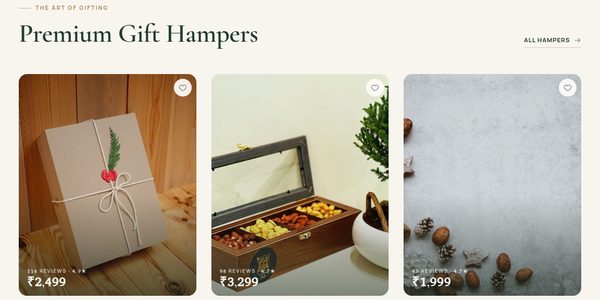 THE ART OF GIFTING
Premium Gift Hampers
ALL HAMPERS →
116 REVIEWS · 4.9★
₹2,499
98 REVIEWS · 4.7★
₹3,299
65 REVIEWS · 4.7★
₹1,999